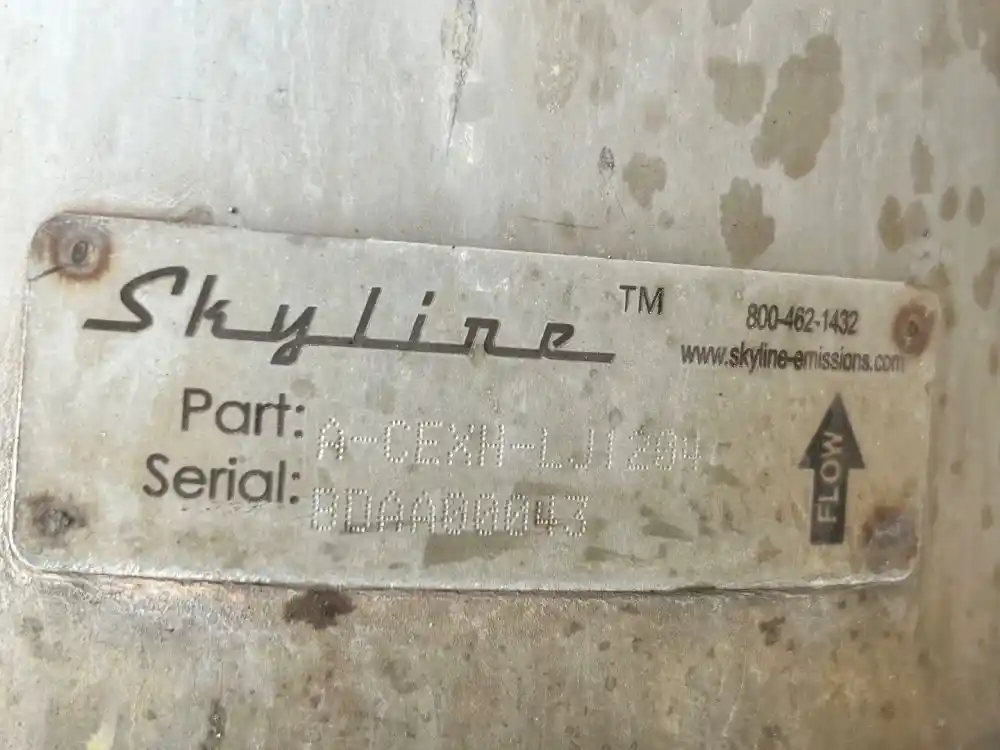 Skyline™
800-462-1432
www.skyline-emissions.com
Part: A-CEXH-LJ1204
Serial: BDAA00043
FLOW